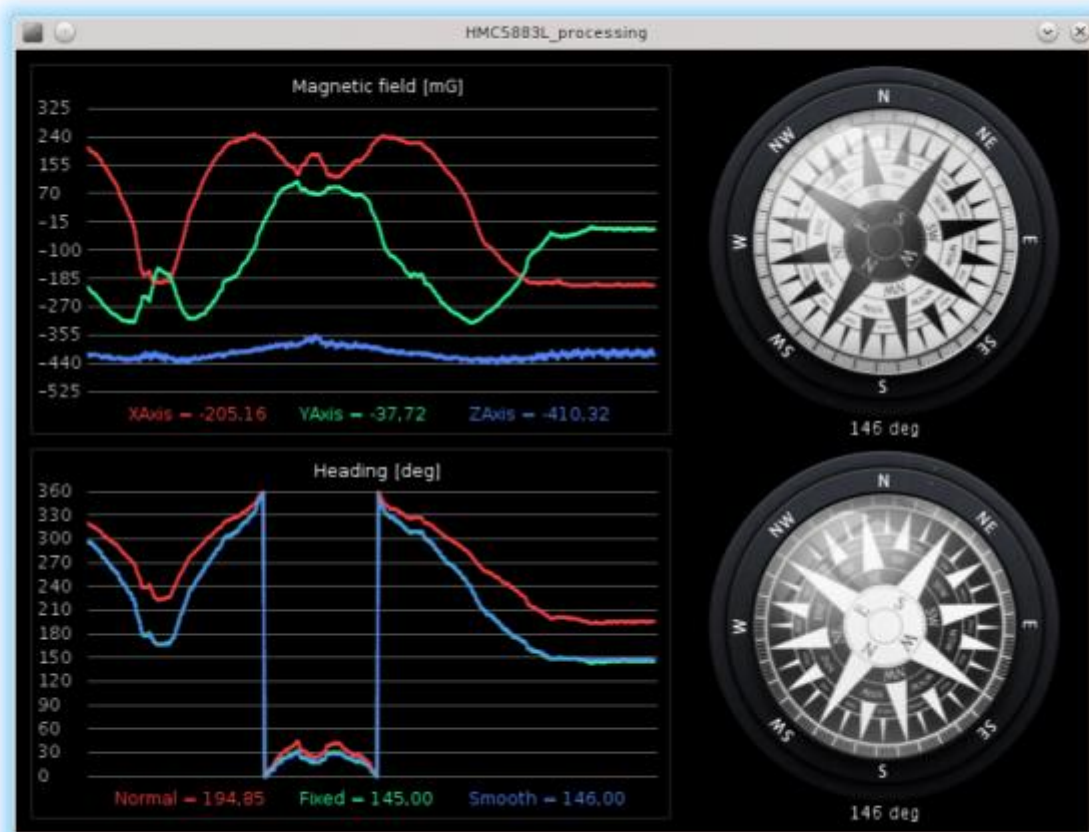 HMC5883L_processing
Magnetic field [mG]
325
240
155
70
-15
-100
-185
-270
-355
-440
-525
XAxis = -205,16 YAxis = -37,72 ZAxis = -410,32
N
NE
E
SE
S
SW
W
NW
146 deg
Heading [deg]
360
330
300
270
240
210
180
150
120
90
60
30
0
Normal = 194,85 Fixed = 145,00 Smooth = 146,00
N
NE
E
SE
S
SW
W
NW
146 deg